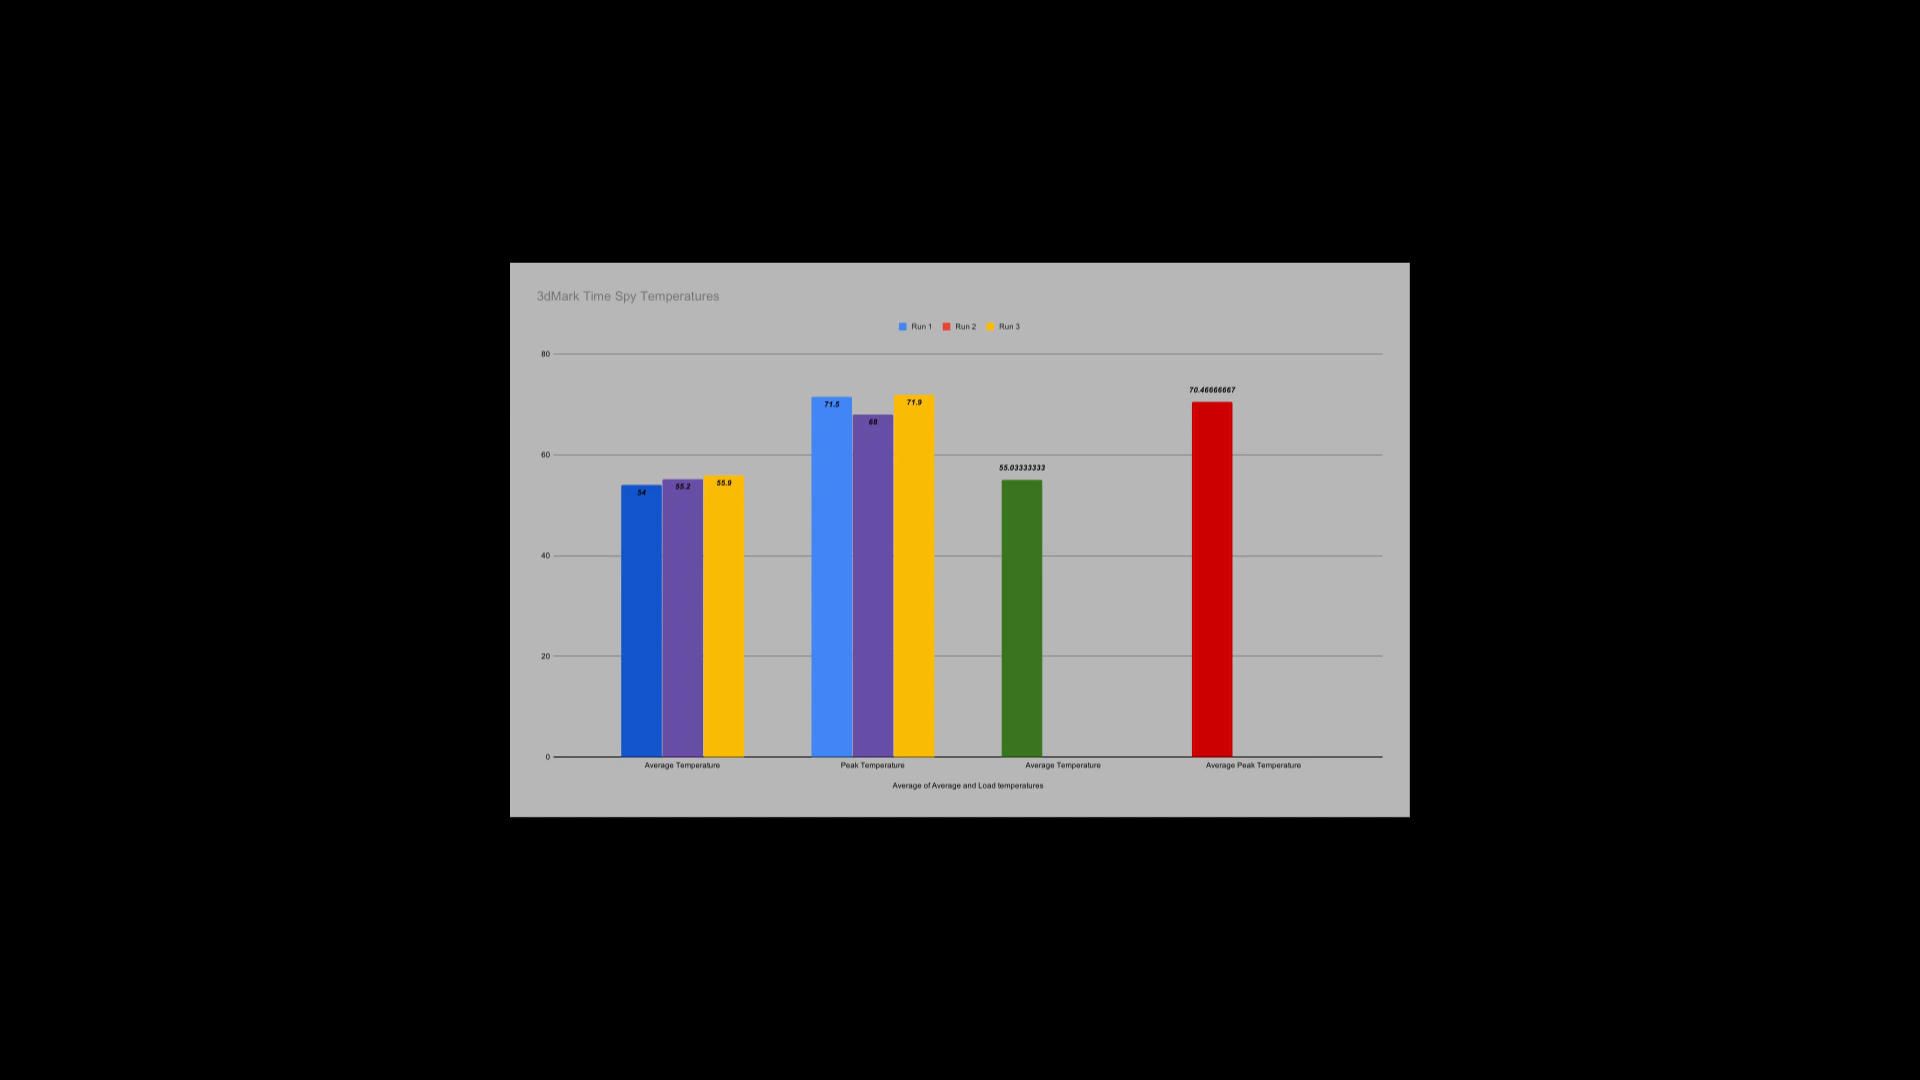 3dMark Time Spy Temperatures
Run 1 Run 2 Run 3
80
60
40
20
0
54 55.2 55.9
71.5 68 71.9
55.03333333
70.46666667
Average Temperature Peak Temperature Average Temperature Average Peak Temperature
Average of Average and Load temperatures